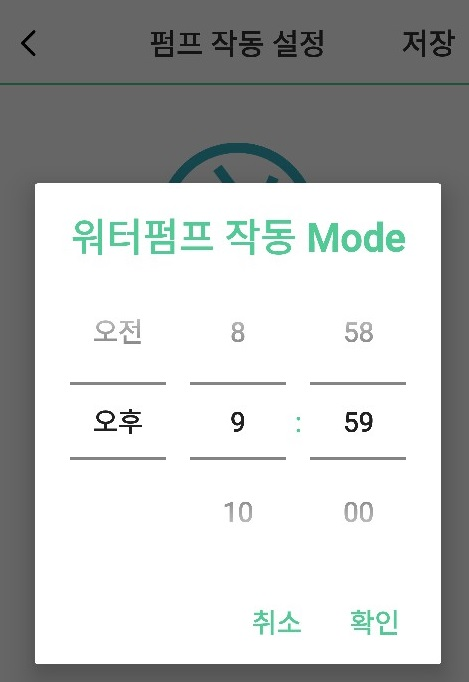 펌프 작동 설정 저장
워터펌프 작동 Mode
오전 8 58
오후 9 : 59
10 00
취소 확인